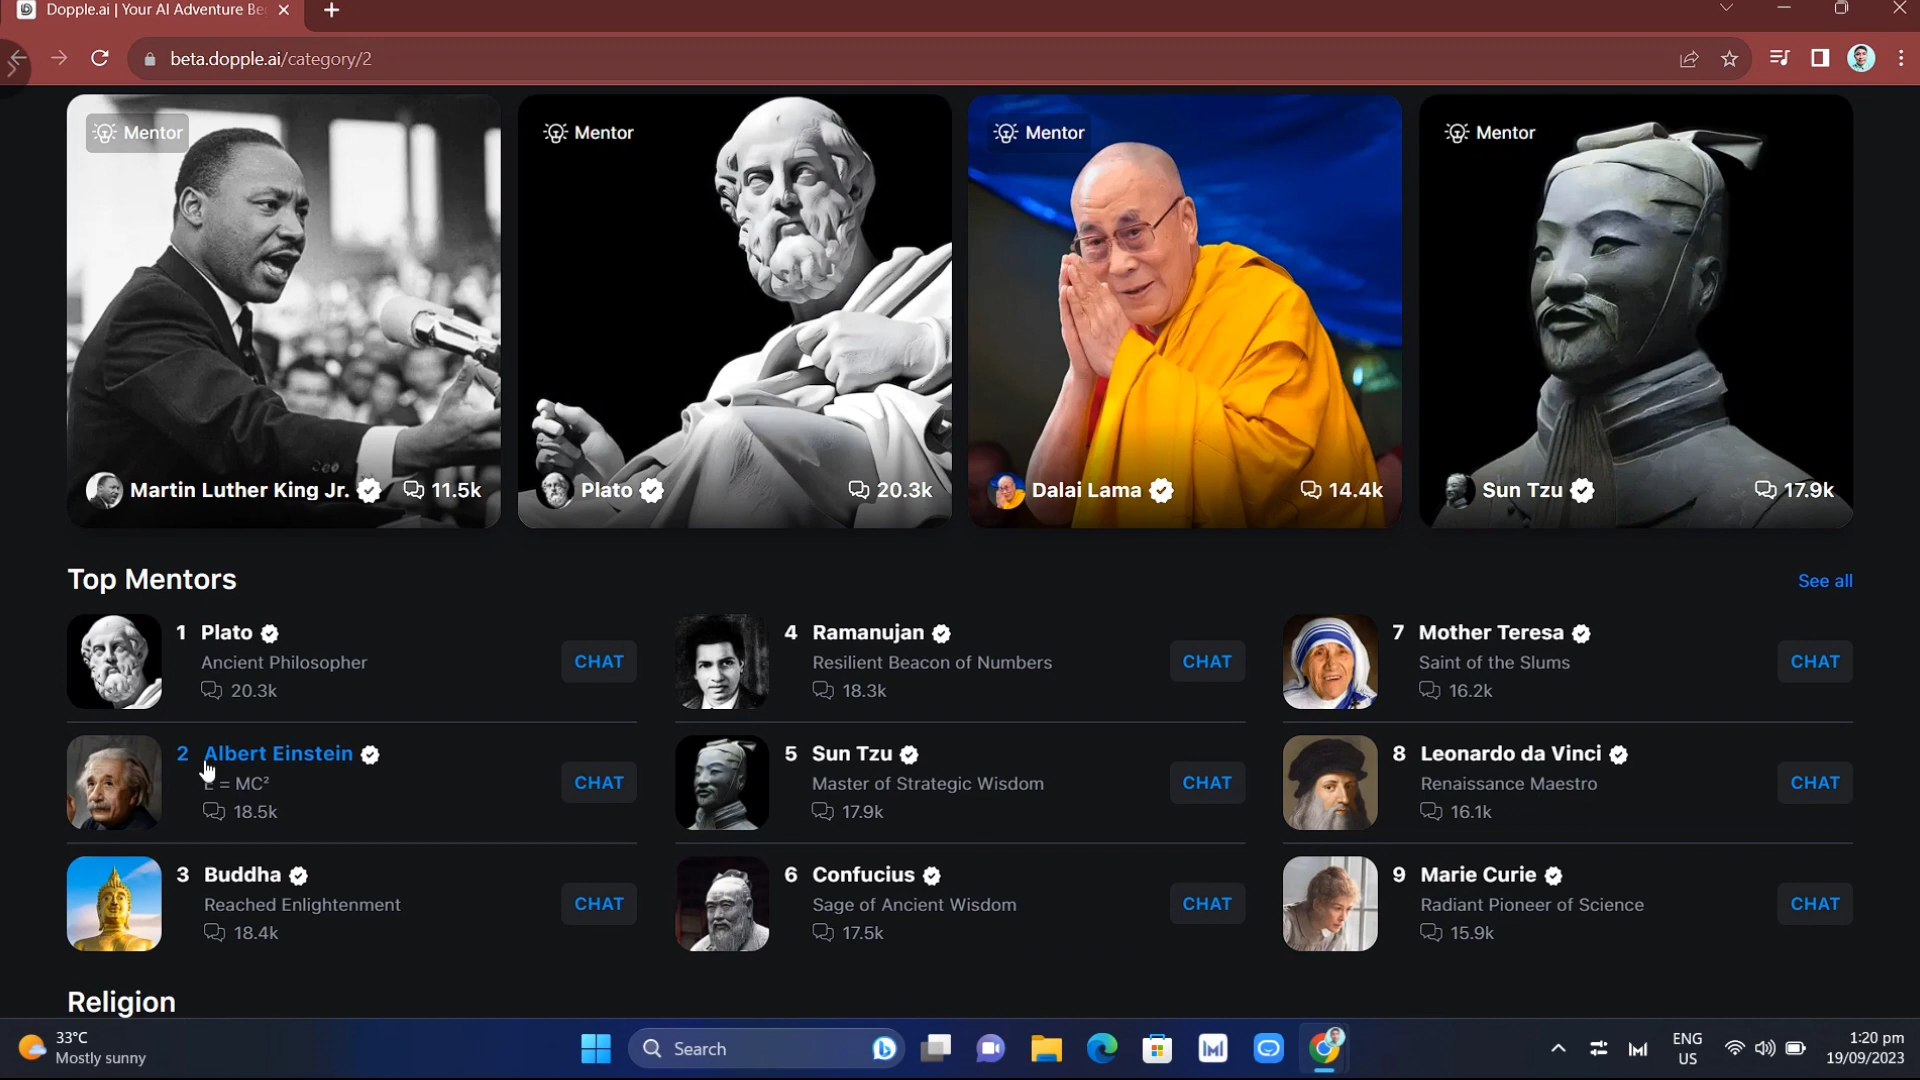 Dopple.ai | Your AI Adventure Be
beta.dopple.ai/category/2
Mentor
Mentor
Mentor
Mentor
Martin Luther King Jr. 11.5k
Plato 20.3k
Dalai Lama 14.4k
Sun Tzu 17.9k
Top Mentors
See all
1 Plato
Ancient Philosopher
20.3k
CHAT
4 Ramanujan
Resilient Beacon of Numbers
18.3k
CHAT
7 Mother Teresa
Saint of the Slums
16.2k
CHAT
2 Albert Einstein
E = MC²
18.5k
CHAT
5 Sun Tzu
Master of Strategic Wisdom
17.9k
CHAT
8 Leonardo da Vinci
Renaissance Maestro
16.1k
CHAT
3 Buddha
Reached Enlightenment
18.4k
CHAT
6 Confucius
Sage of Ancient Wisdom
17.5k
CHAT
9 Marie Curie
Radiant Pioneer of Science
15.9k
CHAT
Religion
33°C
Mostly sunny
Search
ENG
US
1:20 pm
19/09/2023